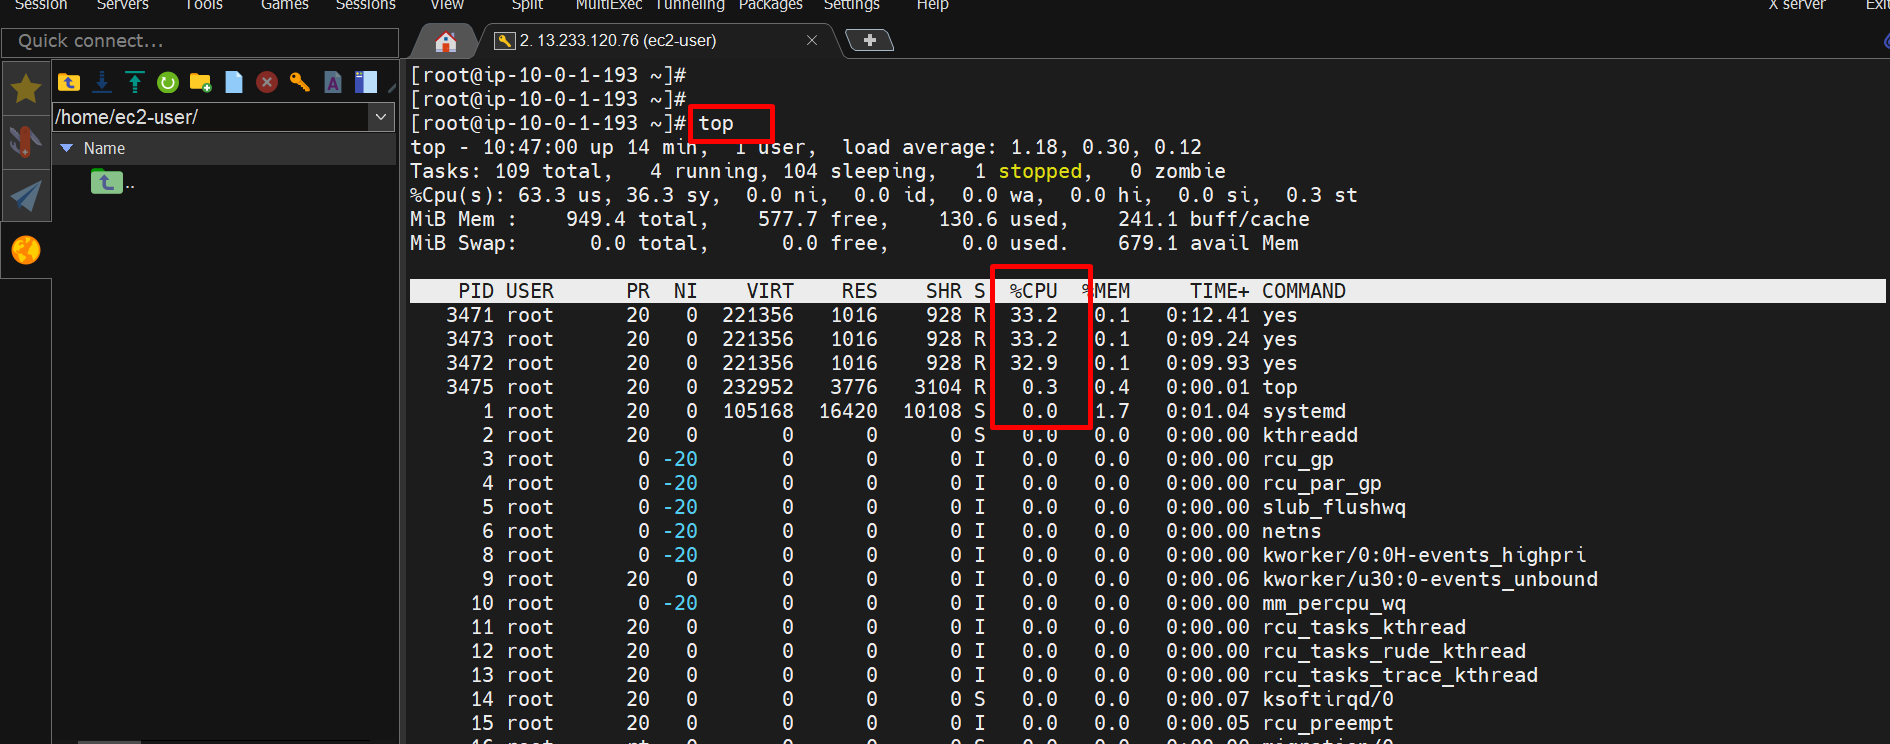 Session Servers Tools Games Sessions View Split MultiExec Tunneling Packages Settings Help X server Exit
Quick connect...
2. 13.233.120.76 (ec2-user)
/home/ec2-user/
Name
..
[root@ip-10-0-1-193 ~]#
[root@ip-10-0-1-193 ~]#
[root@ip-10-0-1-193 ~]# top
top - 10:47:00 up 14 min,  1 user,  load average: 1.18, 0.30, 0.12
Tasks: 109 total,   4 running, 104 sleeping,   1 stopped,   0 zombie
%Cpu(s): 63.3 us, 36.3 sy,  0.0 ni,  0.0 id,  0.0 wa,  0.0 hi,  0.0 si,  0.3 st
MiB Mem :    949.4 total,    577.7 free,    130.6 used,    241.1 buff/cache
MiB Swap:      0.0 total,      0.0 free,      0.0 used.    679.1 avail Mem
PID USER      PR  NI    VIRT    RES    SHR S  %CPU  %MEM     TIME+ COMMAND
3471 root      20   0  221356   1016    928 R  33.2   0.1   0:12.41 yes
3473 root      20   0  221356   1016    928 R  33.2   0.1   0:09.24 yes
3472 root      20   0  221356   1016    928 R  32.9   0.1   0:09.93 yes
3475 root      20   0  232952   3776   3104 R   0.3   0.4   0:00.01 top
1 root      20   0  105168  16420  10108 S   0.0   1.7   0:01.04 systemd
2 root      20   0       0      0      0 S   0.0   0.0   0:00.00 kthreadd
3 root       0 -20       0      0      0 I   0.0   0.0   0:00.00 rcu_gp
4 root       0 -20       0      0      0 I   0.0   0.0   0:00.00 rcu_par_gp
5 root       0 -20       0      0      0 I   0.0   0.0   0:00.00 slub_flushwq
6 root       0 -20       0      0      0 I   0.0   0.0   0:00.00 netns
8 root       0 -20       0      0      0 I   0.0   0.0   0:00.00 kworker/0:0H-events_highpri
9 root      20   0       0      0      0 I   0.0   0.0   0:00.06 kworker/u30:0-events_unbound
10 root       0 -20       0      0      0 I   0.0   0.0   0:00.00 mm_percpu_wq
11 root      20   0       0      0      0 I   0.0   0.0   0:00.00 rcu_tasks_kthread
12 root      20   0       0      0      0 I   0.0   0.0   0:00.00 rcu_tasks_rude_kthread
13 root      20   0       0      0      0 I   0.0   0.0   0:00.00 rcu_tasks_trace_kthread
14 root      20   0       0      0      0 S   0.0   0.0   0:00.07 ksoftirqd/0
15 root      20   0       0      0      0 I   0.0   0.0   0:00.05 rcu_preempt